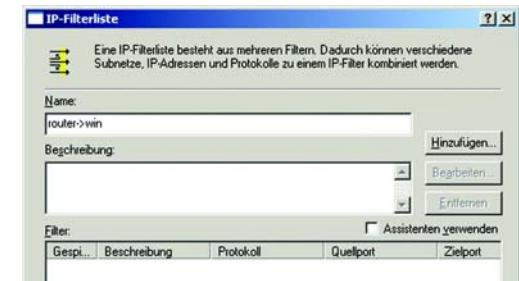 IP-Filterliste
Eine IP-Filterliste besteht aus mehreren Filtern. Dadurch können verschiedene
Subnetze, IP-Adressen und Protokolle zu einem IP-Filter kombiniert werden.
Name:
router->win
Hinzufügen...
Beschreibung:
Bearbeiten...
Entfernen
Filter:
Assistenten verwenden
Gespi... Beschreibung Protokoll Quellport Zielport